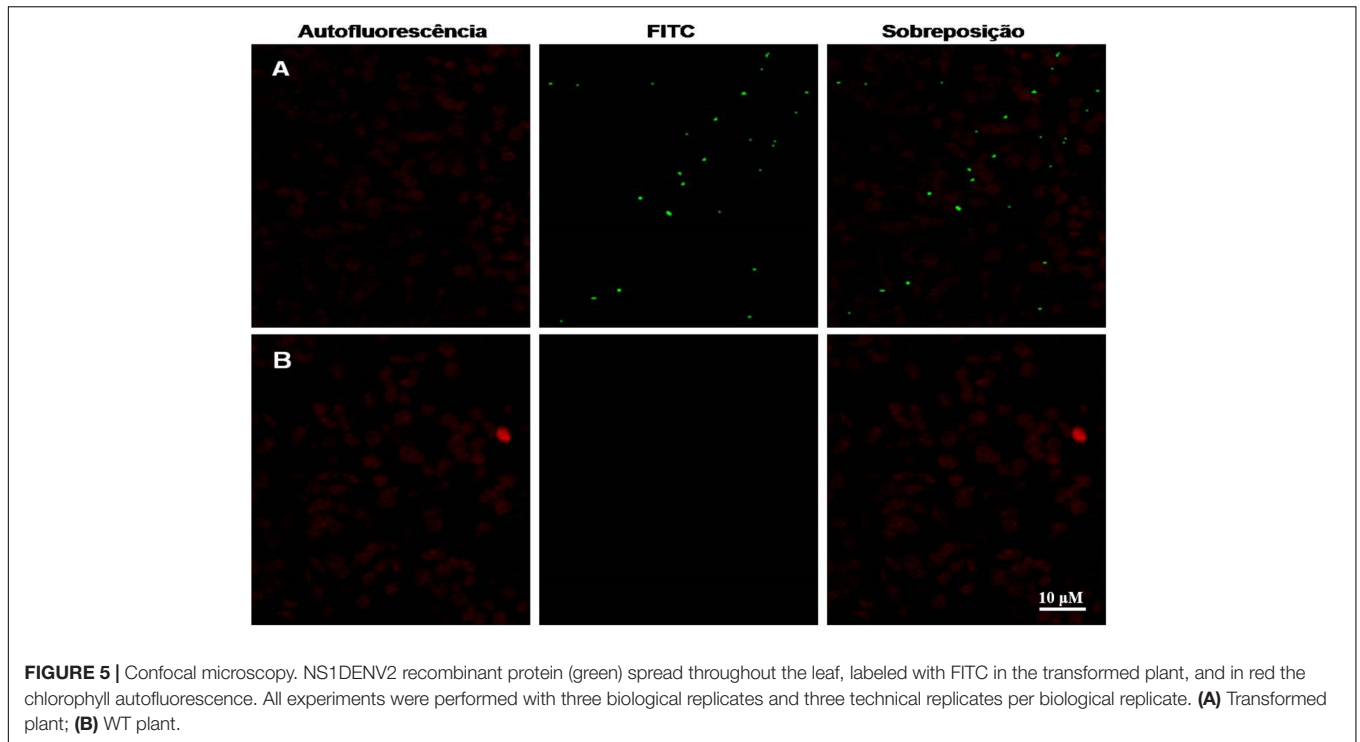 Autofluorescência FITC Sobreposição
A
B
10 µM
FIGURE 5 | Confocal microscopy. NS1DENV2 recombinant protein (green) spread throughout the leaf, labeled with FITC in the transformed plant, and in red the
chlorophyll autofluorescence. All experiments were performed with three biological replicates and three technical replicates per biological replicate. (A) Transformed
plant; (B) WT plant.